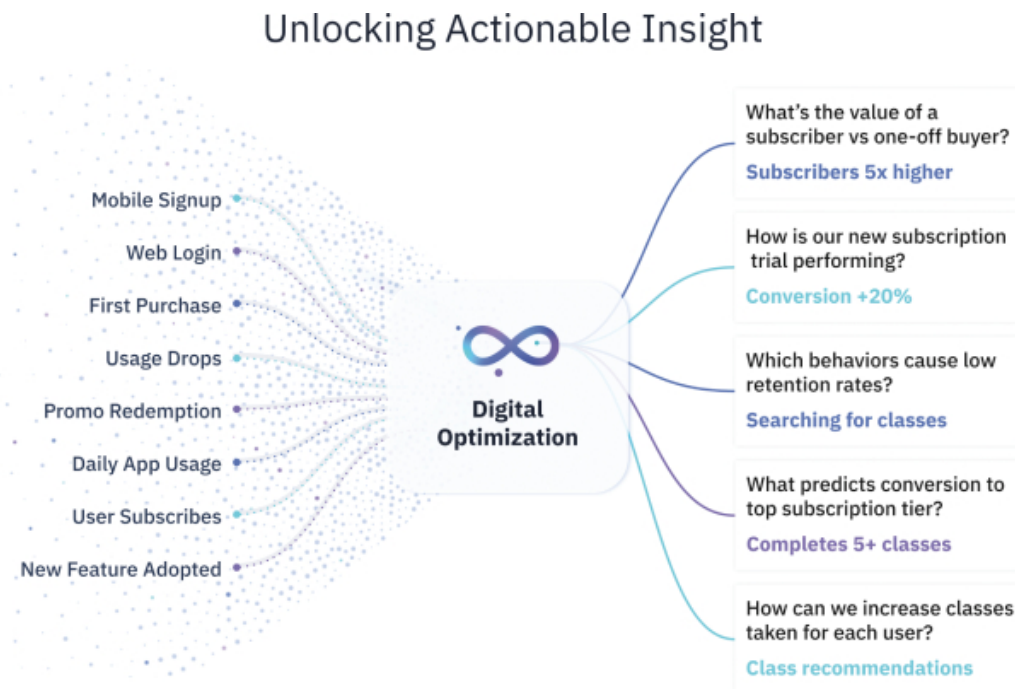 Unlocking Actionable Insight
Mobile Signup
Web Login
First Purchase
Usage Drops
Promo Redemption
Daily App Usage
User Subscribes
New Feature Adopted
Digital
Optimization
What's the value of a
subscriber vs one-off buyer?
Subscribers 5x higher
How is our new subscription
trial performing?
Conversion +20%
Which behaviors cause low
retention rates?
Searching for classes
What predicts conversion to
top subscription tier?
Completes 5+ classes
How can we increase classes
taken for each user?
Class recommendations